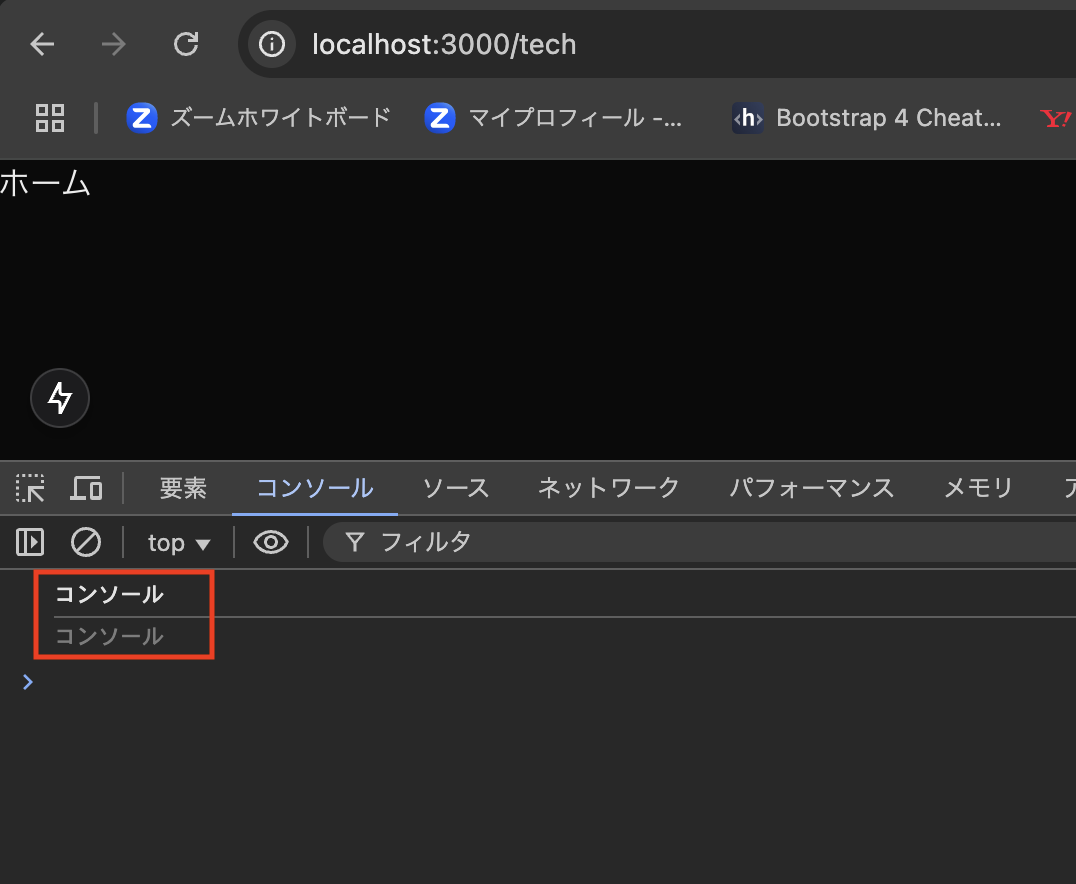 localhost:3000/tech
ズームホワイトボード マイプロフィール -... <h> Bootstrap 4 Cheat... Y!
ホーム
要素 コンソール ソース ネットワーク パフォーマンス メモリ
top フィルタ
コンソール
コンソール